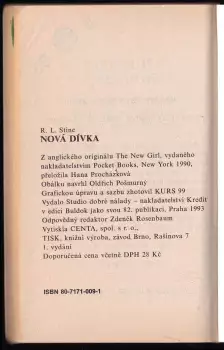 R. L. Stine
NOVÁ DÍVKA
Z anglického originálu The New Girl, vydaného
nakladatelstvím Pocket Books, New York 1990,
přeložila Hana Procházková
Obálku navrhl Oldřich Pošmurný
Grafickou úpravu a sazbu zhotovil KURS 99
Vydalo Studio dobré nálady - nakladatelství Kredit
v edici Buldok jako svou 82. publikaci, Praha 1993
Odpovědný redaktor Zdeněk Rosenbaum
Vytiskla CENTA, spol. s r. o.,
TISK, knižní výroba, závod Brno, Rašínova 7
1. vydání
Doporučená cena včetně DPH 28 Kč
ISBN 80-7171-009-1